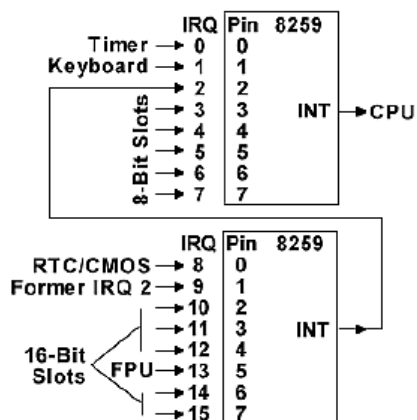 IRQ Pin 8259
Timer 0 0
Keyboard 1 1
2 2
8-Bit Slots
3 3 INT CPU
4 4
5 5
6 6
7 7
IRQ Pin 8259
RTC/CMOS 8 0
Former IRQ 2 9 1
10 2
11 3 INT
12 4
16-Bit Slots
FPU 13 5
14 6
15 7